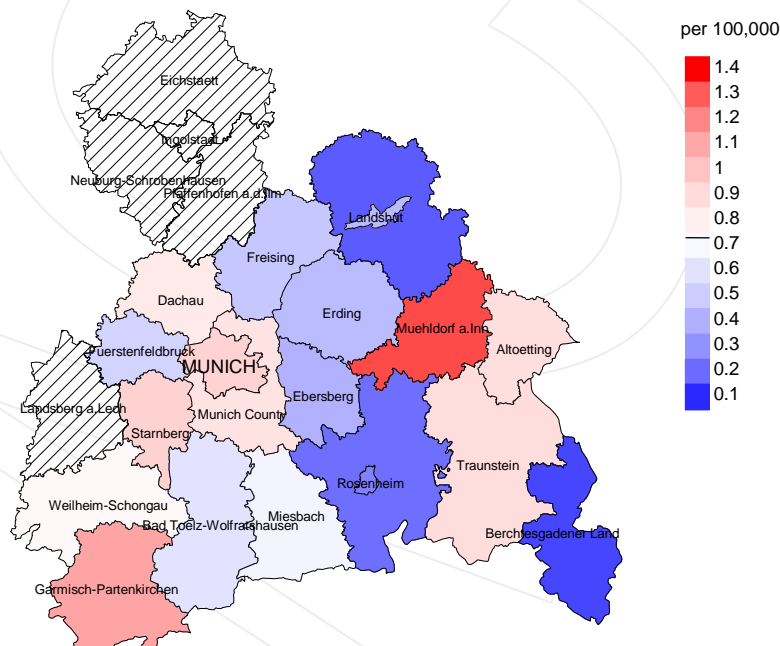 per 100,000
1.4
1.3
1.2
1.1
1
0.9
0.8
0.7
0.6
0.5
0.4
0.3
0.2
0.1
Eichstaett
Ingolstadt
Neuburg-Schrobenhausen
Pfaffenhofen a.d.Ilm
Landshut
Freising
Dachau
Erding
Muehldorf a.Inn
Altoetting
Fuerstenfeldbruck
MUNICH
Ebersberg
Landsberg a.Lech
Munich County
Starnberg
Traunstein
Rosenheim
Weilheim-Schongau
Miesbach
Bad Toelz-Wolfratshausen
Berchtesgadener Land
Garmisch-Partenkirchen